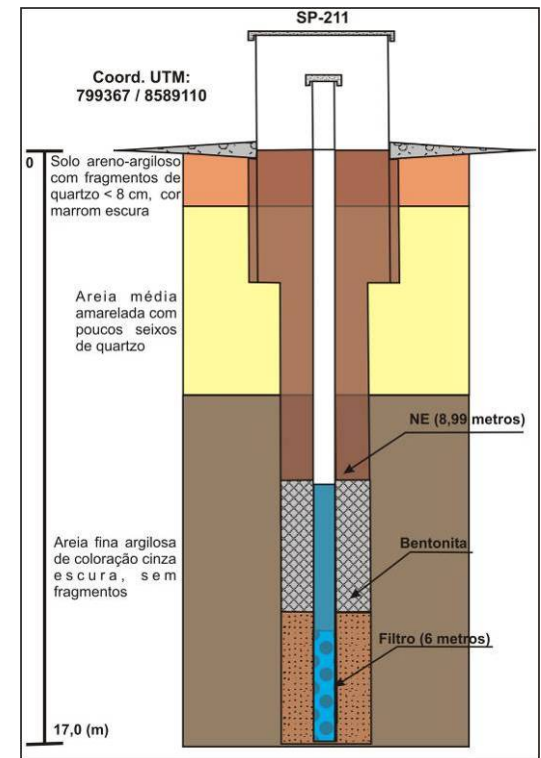 SP-211
Coord. UTM:
799367 / 8589110
0
Solo areno-argiloso
com fragmentos de
quartzo < 8 cm, cor
marrom escura
Areia média
amarelada com
poucos seixos
de quartzo
NE (8,99 metros)
Areia fina argilosa
de coloração cinza
escura, sem
fragmentos
Bentonita
Filtro (6 metros)
17,0 (m)